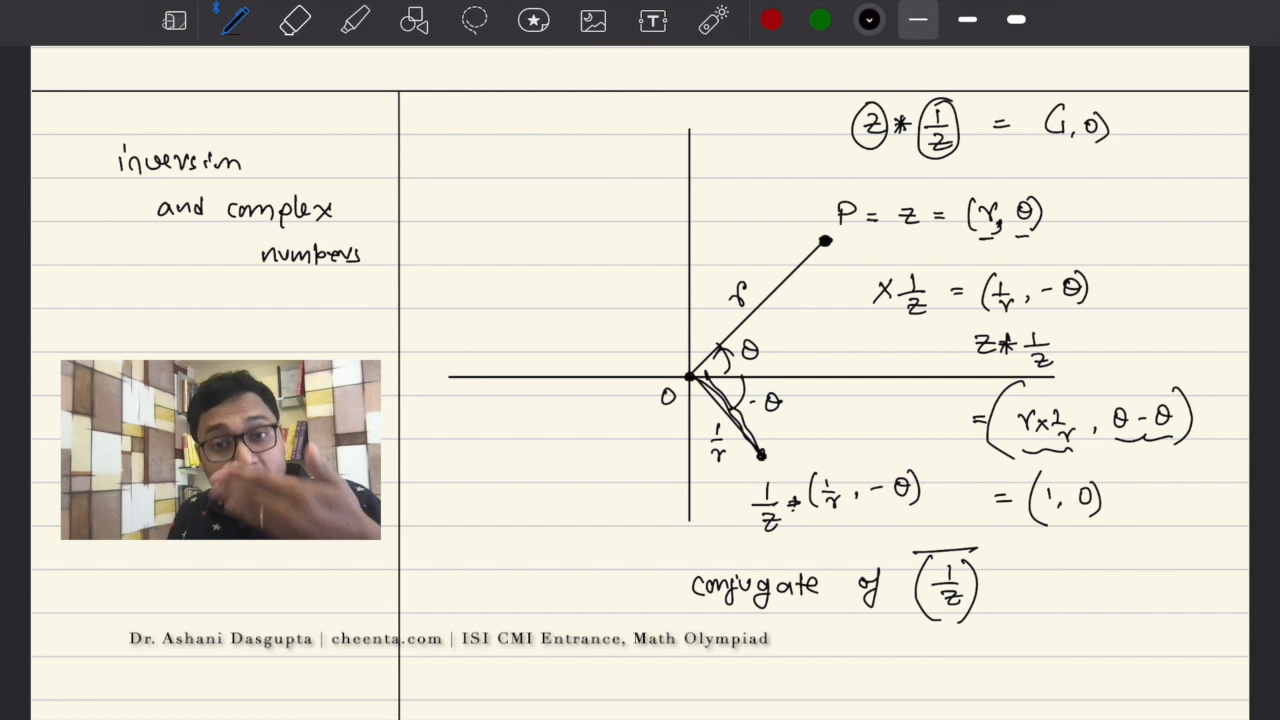 inversion
and complex
numbers
z * 1/z = (1, 0)
P = z = (r, θ)
× 1/z = (1/r, -θ)
z * 1/z
= (r × 1/r, θ - θ)
= (1, 0)
r
θ
O
-θ
1/r
1/z = (1/r, -θ)
conjugate of \overline{(1/z)}
Dr. Ashani Dasgupta | cheenta.com | ISI CMI Entrance, Math Olympiad
T